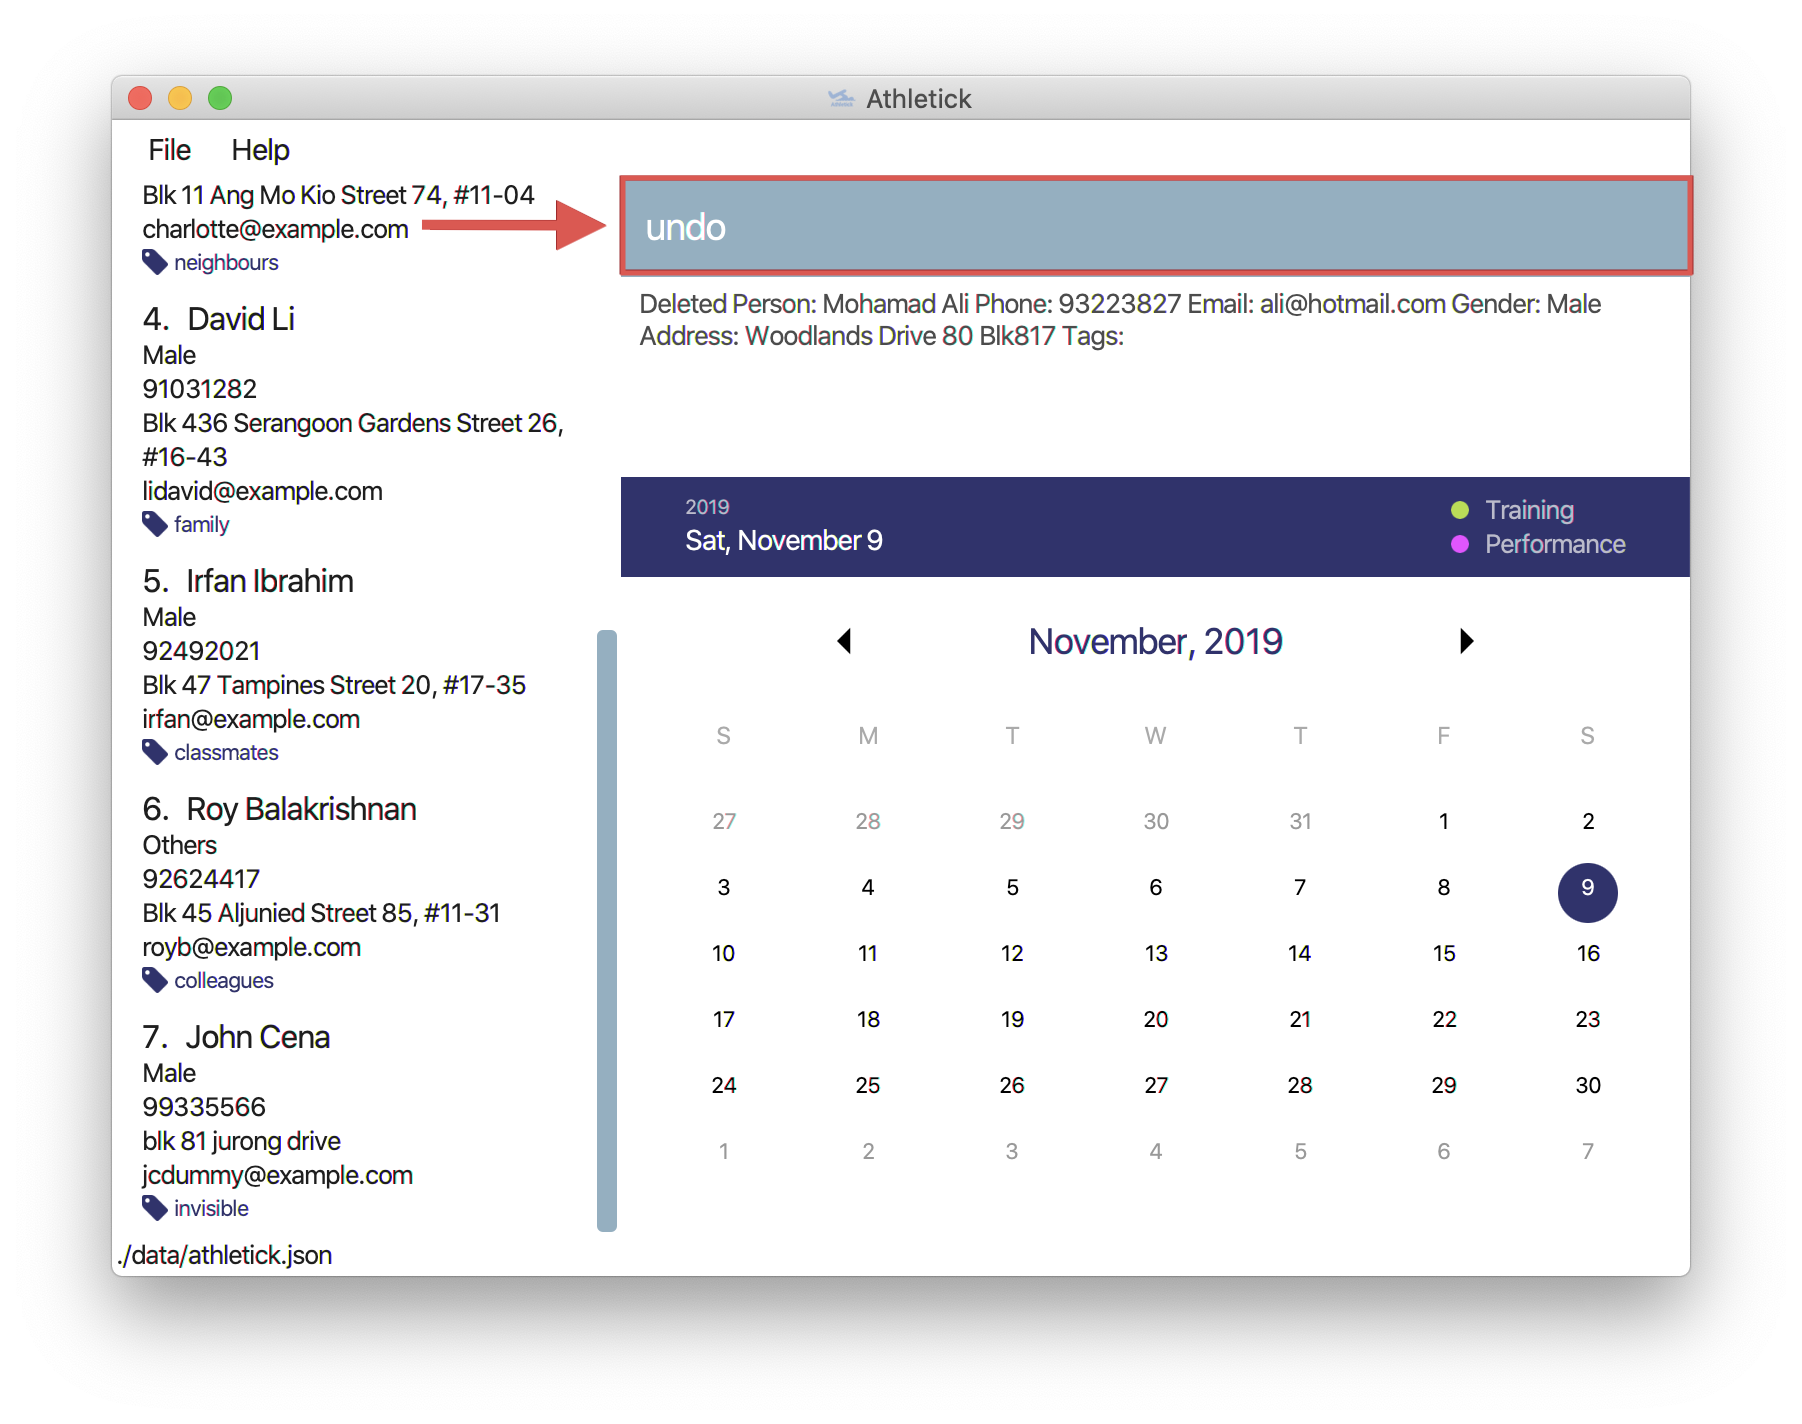 Athletick
File Help
Blk 11 Ang Mo Kio Street 74, #11-04
charlotte@example.com
neighbours
4. David Li
Male
91031282
Blk 436 Serangoon Gardens Street 26,
#16-43
lidavid@example.com
family
5. Irfan Ibrahim
Male
92492021
Blk 47 Tampines Street 20, #17-35
irfan@example.com
classmates
6. Roy Balakrishnan
Others
92624417
Blk 45 Aljunied Street 85, #11-31
royb@example.com
colleagues
7. John Cena
Male
99335566
blk 81 jurong drive
jcdummy@example.com
invisible
./data/athletick.json
undo
Deleted Person: Mohamad Ali Phone: 93223827 Email: ali@hotmail.com Gender: Male
Address: Woodlands Drive 80 Blk817 Tags:
2019
Sat, November 9
Training
Performance
November, 2019
S M T W T F S
27 28 29 30 31 1 2
3 4 5 6 7 8 9
10 11 12 13 14 15 16
17 18 19 20 21 22 23
24 25 26 27 28 29 30
1 2 3 4 5 6 7